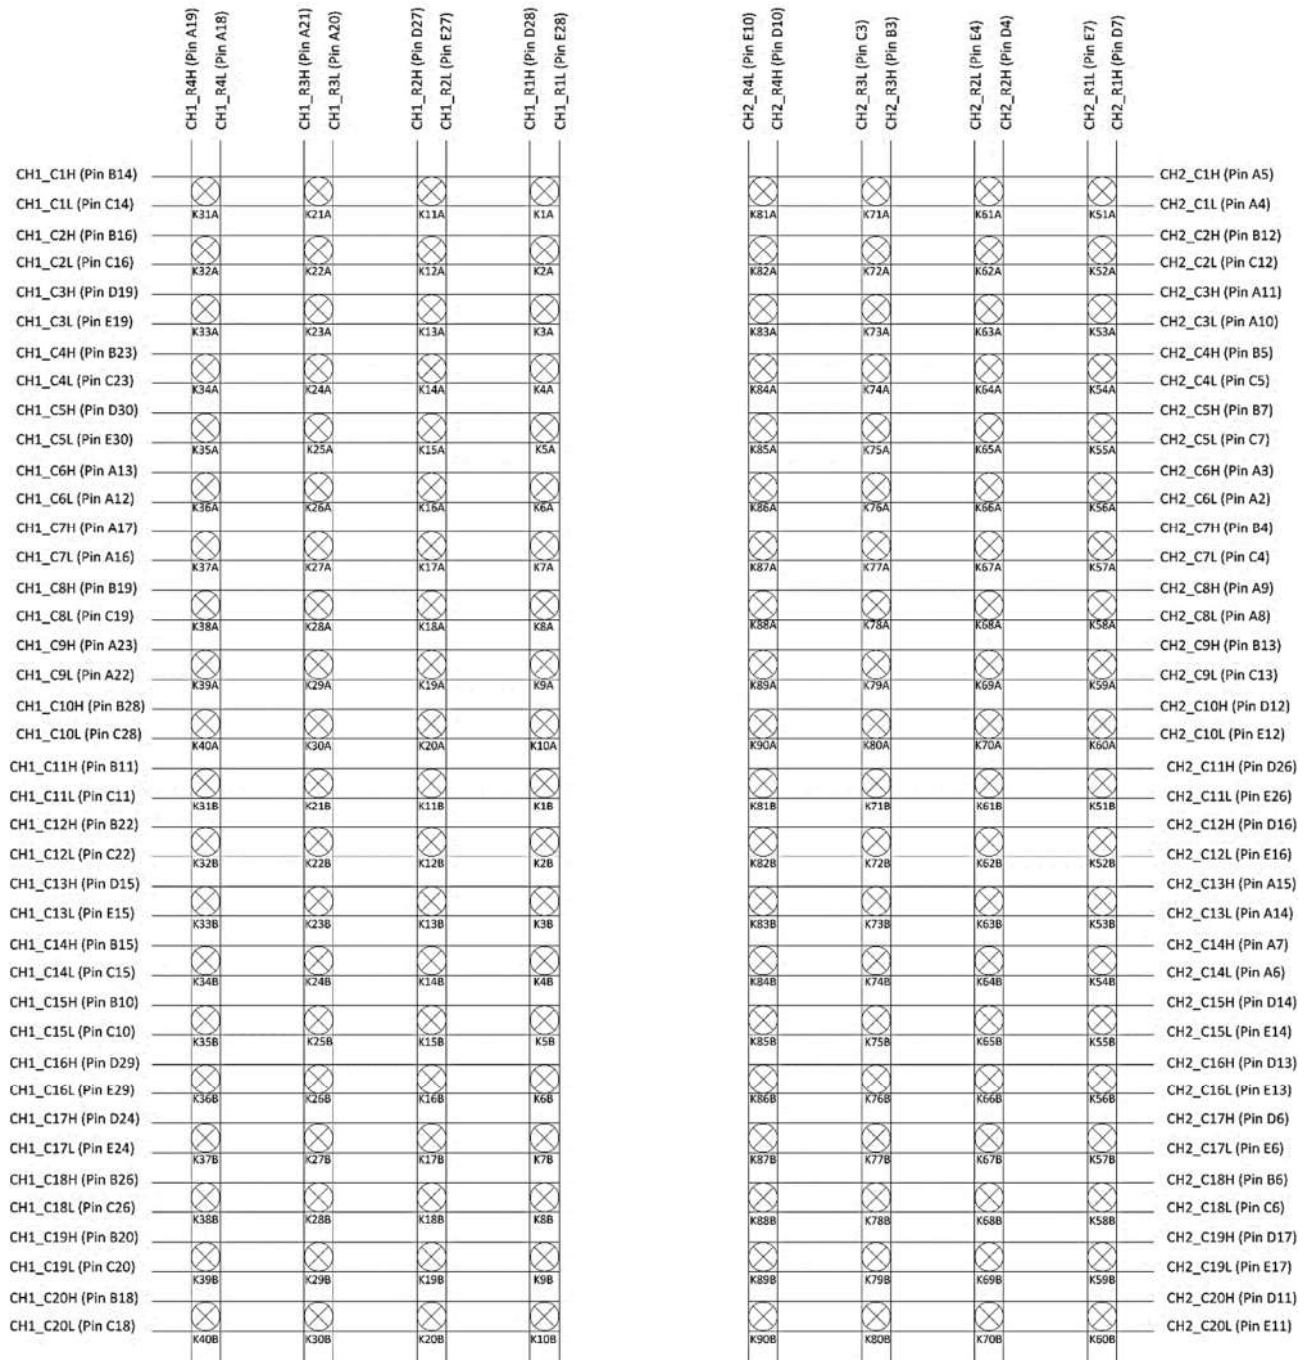 CH1_R4H (Pin A19)
CH1_R4L (Pin A18)
CH1_R3H (Pin A21)
CH1_R3L (Pin A20)
CH1_R2H (Pin D27)
CH1_R2L (Pin E27)
CH1_R1H (Pin D28)
CH1_R1L (Pin E28)
CH2_R4L (Pin E10)
CH2_R4H (Pin D10)
CH2_R3L (Pin C3)
CH2_R3H (Pin B3)
CH2_R2L (Pin E4)
CH2_R2H (Pin D4)
CH2_R1L (Pin E7)
CH2_R1H (Pin D7)
CH1_C1H (Pin B14) CH2_C1H (Pin A5)
CH1_C1L (Pin C14) CH2_C1L (Pin A4)
K31A K21A K11A K1A K81A K71A K61A K51A
CH1_C2H (Pin B16) CH2_C2H (Pin B12)
CH1_C2L (Pin C16) CH2_C2L (Pin C12)
K32A K22A K12A K2A K82A K72A K62A K52A
CH1_C3H (Pin D19) CH2_C3H (Pin A11)
CH1_C3L (Pin E19) CH2_C3L (Pin A10)
K33A K23A K13A K3A K83A K73A K63A K53A
CH1_C4H (Pin B23) CH2_C4H (Pin B5)
CH1_C4L (Pin C23) CH2_C4L (Pin C5)
K34A K24A K14A K4A K84A K74A K64A K54A
CH1_C5H (Pin D30) CH2_C5H (Pin B7)
CH1_C5L (Pin E30) CH2_C5L (Pin C7)
K35A K25A K15A K5A K85A K75A K65A K55A
CH1_C6H (Pin A13) CH2_C6H (Pin A3)
CH1_C6L (Pin A12) CH2_C6L (Pin A2)
K36A K26A K16A K6A K86A K76A K66A K56A
CH1_C7H (Pin A17) CH2_C7H (Pin B4)
CH1_C7L (Pin A16) CH2_C7L (Pin C4)
K37A K27A K17A K7A K87A K77A K67A K57A
CH1_C8H (Pin B19) CH2_C8H (Pin A9)
CH1_C8L (Pin C19) CH2_C8L (Pin A8)
K38A K28A K18A K8A K88A K78A K68A K58A
CH1_C9H (Pin A23) CH2_C9H (Pin B13)
CH1_C9L (Pin A22) CH2_C9L (Pin C13)
K39A K29A K19A K9A K89A K79A K69A K59A
CH1_C10H (Pin B28) CH2_C10H (Pin D12)
CH1_C10L (Pin C28) CH2_C10L (Pin E12)
K40A K30A K20A K10A K90A K80A K70A K60A
CH1_C11H (Pin B11) CH2_C11H (Pin D26)
CH1_C11L (Pin C11) CH2_C11L (Pin E26)
K31B K21B K11B K1B K81B K71B K61B K51B
CH1_C12H (Pin B22) CH2_C12H (Pin D16)
CH1_C12L (Pin C22) CH2_C12L (Pin E16)
K32B K22B K12B K2B K82B K72B K62B K52B
CH1_C13H (Pin D15) CH2_C13H (Pin A15)
CH1_C13L (Pin E15) CH2_C13L (Pin A14)
K33B K23B K13B K3B K83B K73B K63B K53B
CH1_C14H (Pin B15) CH2_C14H (Pin A7)
CH1_C14L (Pin C15) CH2_C14L (Pin A6)
K34B K24B K14B K4B K84B K74B K64B K54B
CH1_C15H (Pin B10) CH2_C15H (Pin D14)
CH1_C15L (Pin C10) CH2_C15L (Pin E14)
K35B K25B K15B K5B K85B K75B K65B K55B
CH1_C16H (Pin D29) CH2_C16H (Pin D13)
CH1_C16L (Pin E29) CH2_C16L (Pin E13)
K36B K26B K16B K6B K86B K76B K66B K56B
CH1_C17H (Pin D24) CH2_C17H (Pin D6)
CH1_C17L (Pin E24) CH2_C17L (Pin E6)
K37B K27B K17B K7B K87B K77B K67B K57B
CH1_C18H (Pin B26) CH2_C18H (Pin B6)
CH1_C18L (Pin C26) CH2_C18L (Pin C6)
K38B K28B K18B K8B K88B K78B K68B K58B
CH1_C19H (Pin B20) CH2_C19H (Pin D17)
CH1_C19L (Pin C20) CH2_C19L (Pin E17)
K39B K29B K19B K9B K89B K79B K69B K59B
CH1_C20H (Pin B18) CH2_C20H (Pin D11)
CH1_C20L (Pin C18) CH2_C20L (Pin E11)
K40B K30B K20B K10B K90B K80B K70B K60B